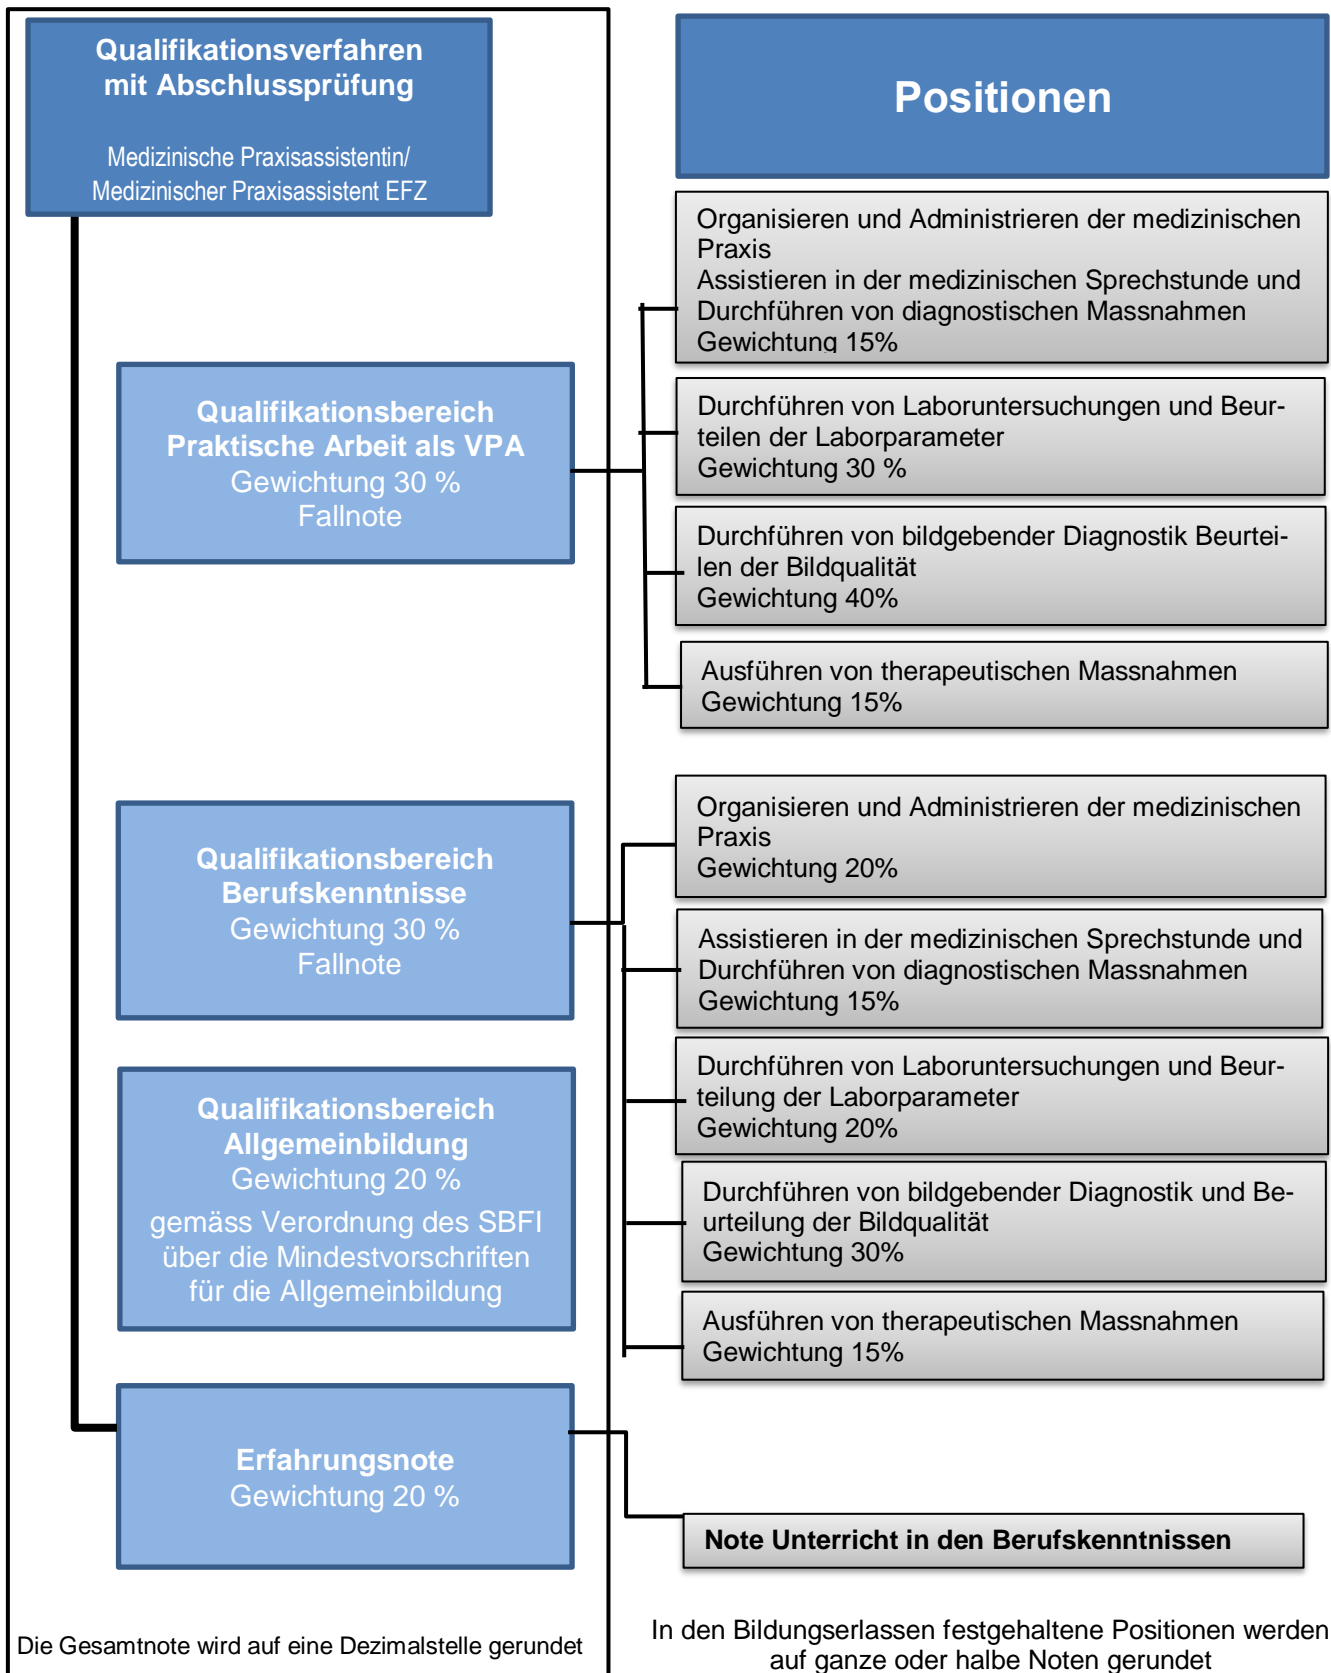 Qualifikationsverfahren
mit Abschlussprüfung
Medizinische Praxisassistentin/
Medizinischer Praxisassistent EFZ
Positionen
Organisieren und Administrieren der medizinischen
Praxis
Assistieren in der medizinischen Sprechstunde und
Durchführen von diagnostischen Massnahmen
Gewichtung 15%
Qualifikationsbereich
Praktische Arbeit als VPA
Gewichtung 30 %
Fallnote
Durchführen von Laboruntersuchungen und Beur-
teilen der Laborparameter
Gewichtung 30 %
Durchführen von bildgebender Diagnostik Beurtei-
len der Bildqualität
Gewichtung 40%
Ausführen von therapeutischen Massnahmen
Gewichtung 15%
Qualifikationsbereich
Berufskenntnisse
Gewichtung 30 %
Fallnote
Organisieren und Administrieren der medizinischen
Praxis
Gewichtung 20%
Assistieren in der medizinischen Sprechstunde und
Durchführen von diagnostischen Massnahmen
Gewichtung 15%
Qualifikationsbereich
Allgemeinbildung
Gewichtung 20 %
gemäss Verordnung des SBFI
über die Mindestvorschriften
für die Allgemeinbildung
Durchführen von Laboruntersuchungen und Beur-
teilung der Laborparameter
Gewichtung 20%
Durchführen von bildgebender Diagnostik und Be-
urteilung der Bildqualität
Gewichtung 30%
Ausführen von therapeutischen Massnahmen
Gewichtung 15%
Erfahrungsnote
Gewichtung 20 %
Note Unterricht in den Berufskenntnissen
Die Gesamtnote wird auf eine Dezimalstelle gerundet
In den Bildungserlassen festgehaltene Positionen werden
auf ganze oder halbe Noten gerundet